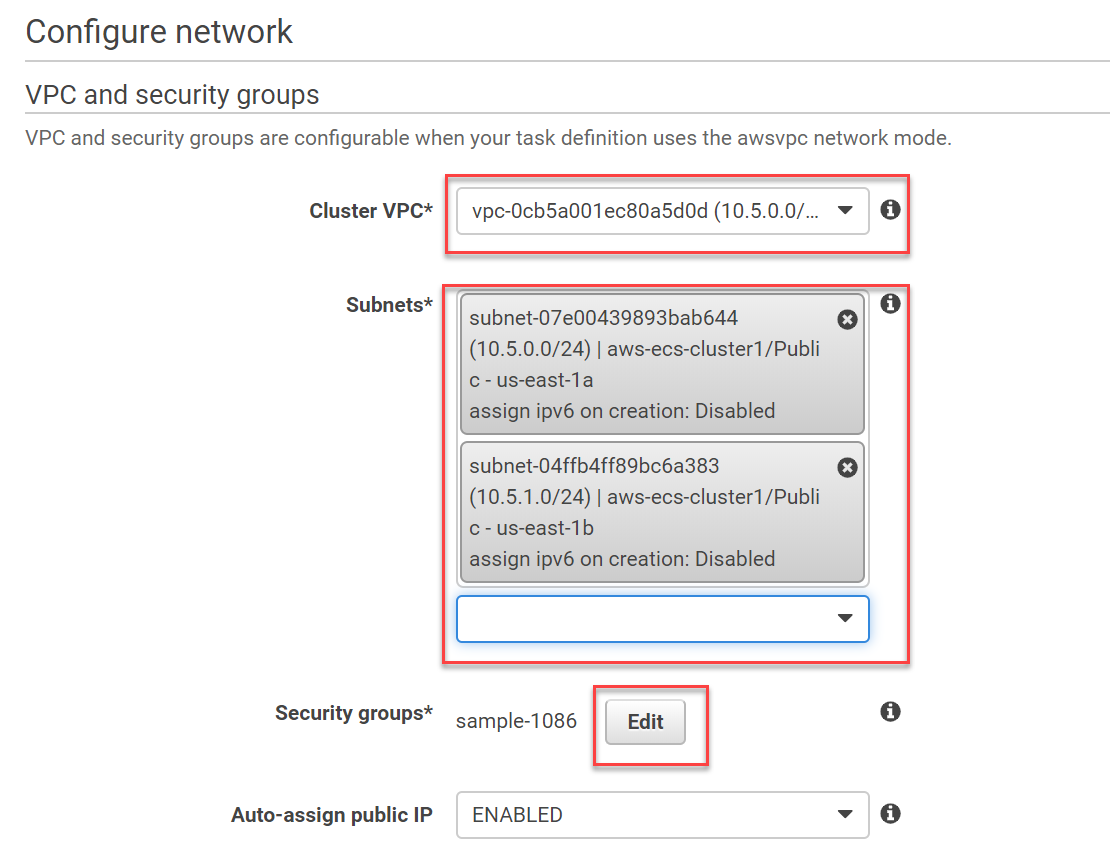 Configure network
VPC and security groups
VPC and security groups are configurable when your task definition uses the awsvpc network mode.
Cluster VPC*
vpc-0cb5a001ec80a5d0d (10.5.0.0/...
Subnets*
subnet-07e00439893bab644
(10.5.0.0/24) | aws-ecs-cluster1/Publi
c - us-east-1a
assign ipv6 on creation: Disabled
subnet-04ffb4ff89bc6a383
(10.5.1.0/24) | aws-ecs-cluster1/Publi
c - us-east-1b
assign ipv6 on creation: Disabled
Security groups*
sample-1086
Edit
Auto-assign public IP
ENABLED